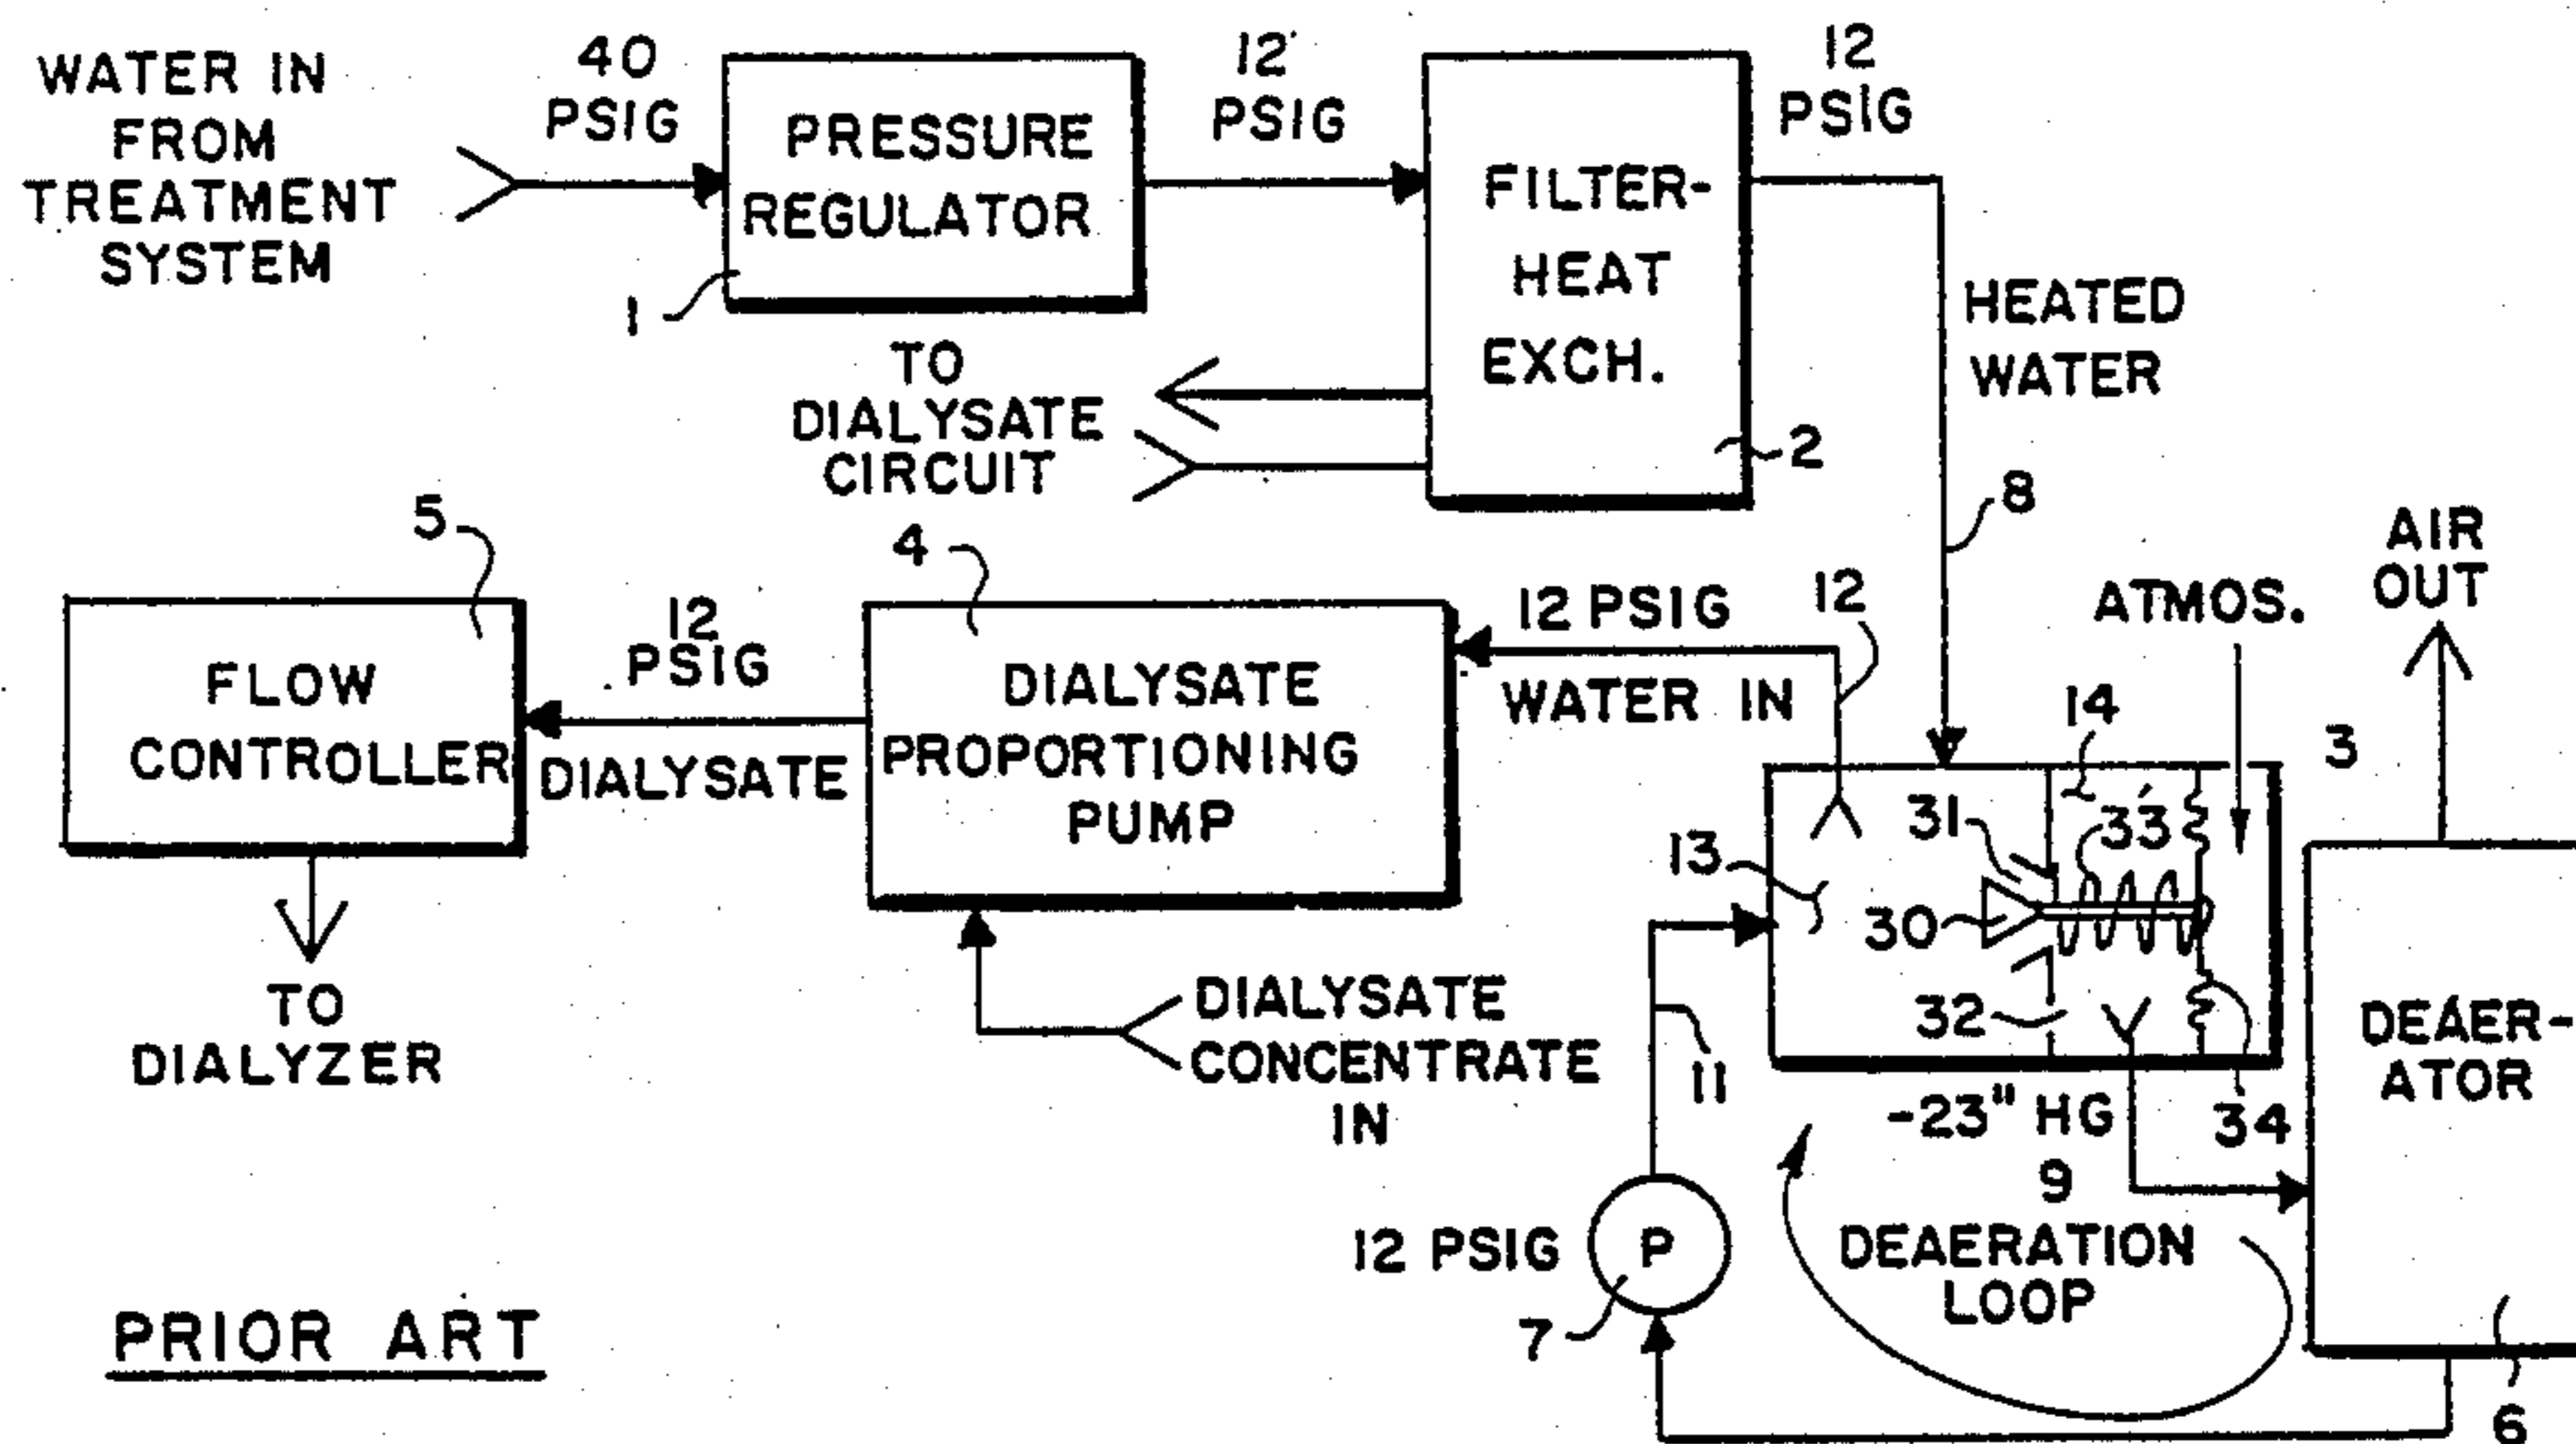 WATER IN
FROM
TREATMENT
SYSTEM
40
PSIG
PRESSURE
REGULATOR
1
12
PSIG
FILTER-
HEAT
EXCH.
2
12
PSIG
HEATED
WATER
8
TO
DIALYSATE
CIRCUIT
5
FLOW
CONTROLLER
TO
DIALYZER
12
PSIG
DIALYSATE
4
DIALYSATE
PROPORTIONING
PUMP
12 PSIG
WATER IN
12
DIALYSATE
CONCENTRATE
IN
ATMOS.
AIR
OUT
3
14
31
33
13
30
32
11
34
-23" HG
9
DEAERATION
LOOP
DEAER-
ATOR
6
12 PSIG
P
7
PRIOR ART